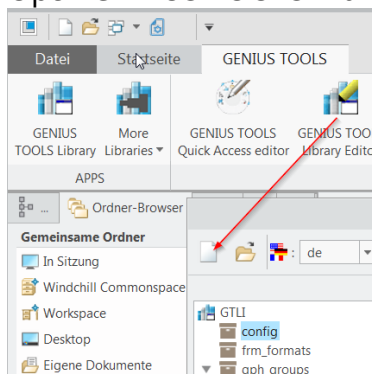 Datei Startseite GENIUS TOOLS
GENIUS More GENIUS TOOLS GENIUS TOO
TOOLS Library Libraries Quick Access editor Library Edito
APPS
... Ordner-Browser
Gemeinsame Ordner
: de
In Sitzung
Windchill Commonspace
Workspace
GTLI
config
Desktop
frm_formats
Eigene Dokumente
gph_groups